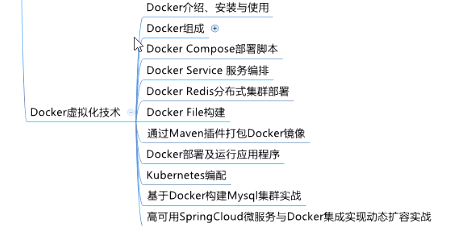 Docker介绍、安装与使用
Docker组成
Docker Compose部署脚本
Docker Service 服务编排
Docker Redis分布式集群部署
Docker虚拟化技术
Docker File构建
通过Maven插件打包Docker镜像
Docker部署及运行应用程序
Kubernetes编配
基于Docker构建Mysql集群实战
高可用SpringCloud微服务与Docker集成实现动态扩容实战